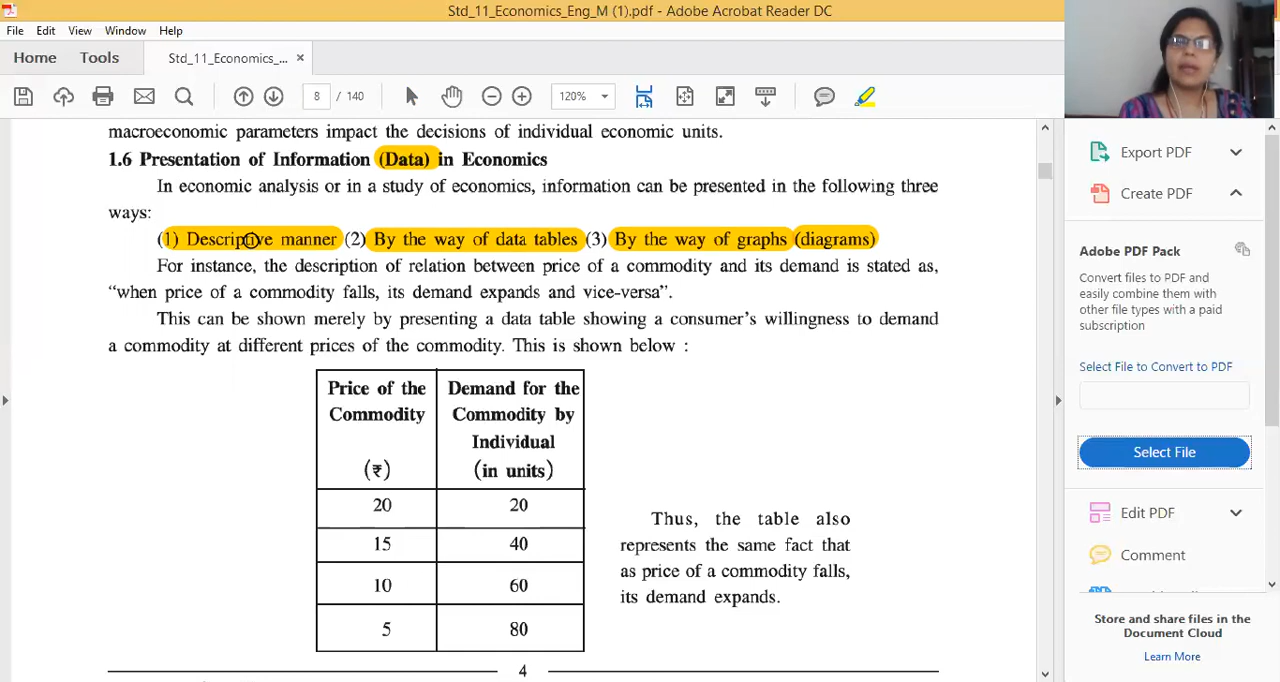 Std_11_Economics_Eng_M (1).pdf - Adobe Acrobat Reader DC
File Edit View Window Help
Home Tools Std_11_Economics_... ×
8 / 140 120%
macroeconomic parameters impact the decisions of individual economic units.
1.6 Presentation of Information (Data) in Economics
In economic analysis or in a study of economics, information can be presented in the following three
ways:
(1) Descriptive manner (2) By the way of data tables (3) By the way of graphs (diagrams)
For instance, the description of relation between price of a commodity and its demand is stated as,
“when price of a commodity falls, its demand expands and vice-versa”.
This can be shown merely by presenting a data table showing a consumer’s willingness to demand
a commodity at different prices of the commodity. This is shown below :
Price of the
Commodity
(₹)
Demand for the
Commodity by
Individual
(in units)
20 20
15 40
10 60
5 80
Thus, the table also
represents the same fact that
as price of a commodity falls,
its demand expands.
4
Export PDF
Create PDF
Adobe PDF Pack
Convert files to PDF and
easily combine them with
other file types with a paid
subscription
Select File to Convert to PDF
Select File
Edit PDF
Comment
Store and share files in the
Document Cloud
Learn More